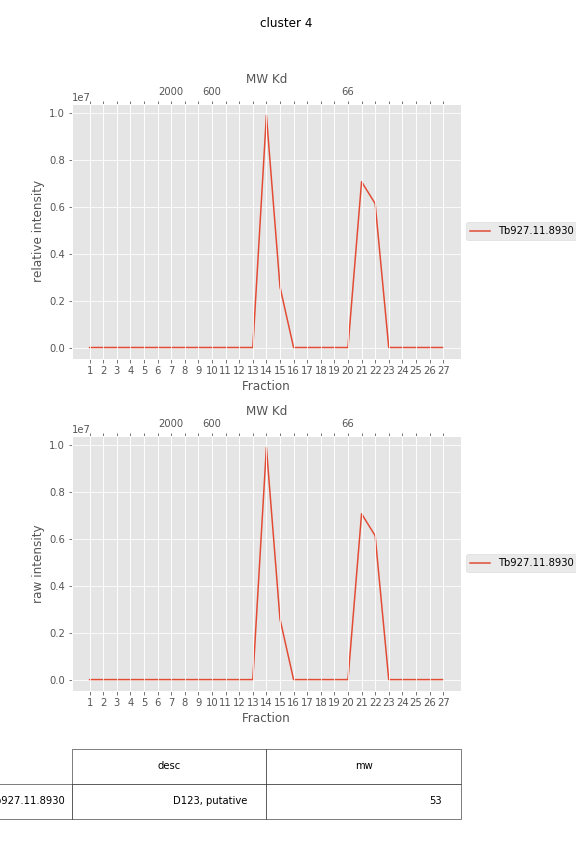 cluster 4
MW Kd
2000 600 66
1e7
1.0
0.8
0.6
0.4
0.2
0.0
relative intensity
Tb927.11.8930
1 2 3 4 5 6 7 8 9 10 11 12 13 14 15 16 17 18 19 20 21 22 23 24 25 26 27
Fraction
MW Kd
2000 600 66
1e7
1.0
0.8
0.6
0.4
0.2
0.0
raw intensity
Tb927.11.8930
1 2 3 4 5 6 7 8 9 10 11 12 13 14 15 16 17 18 19 20 21 22 23 24 25 26 27
Fraction
desc mw
927.11.8930 D123, putative 53